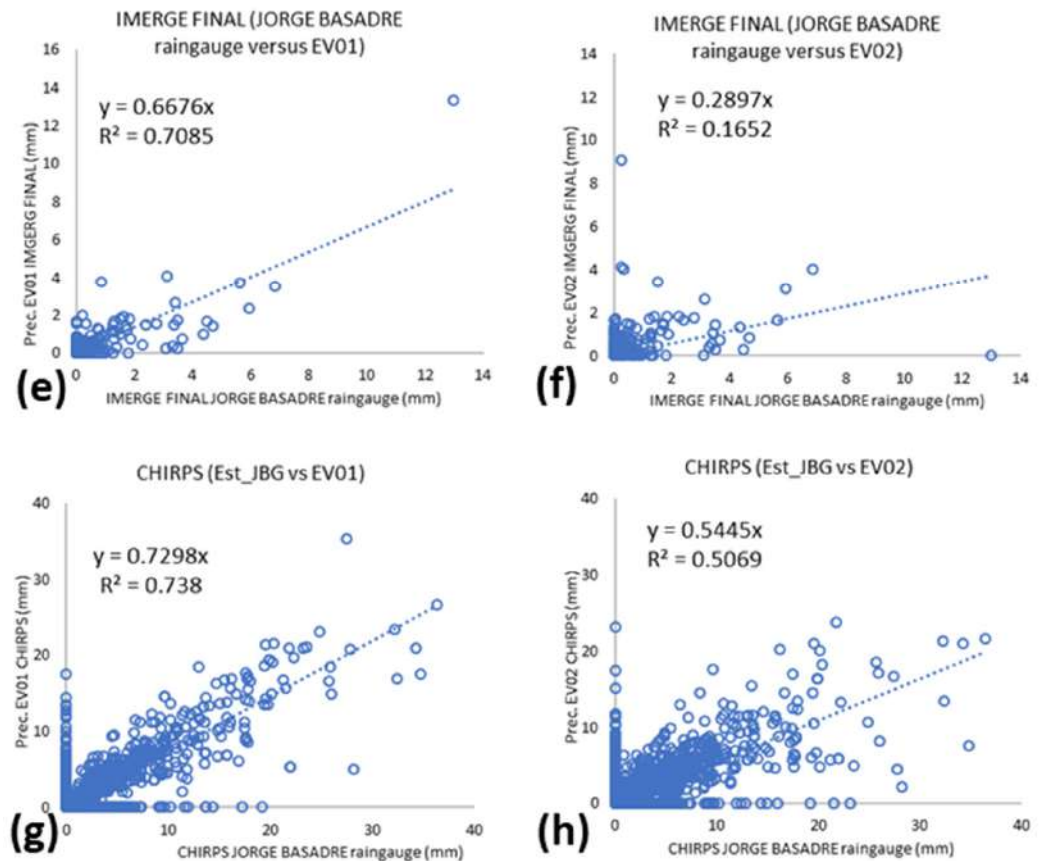 IMERGE FINAL (JORGE BASADRE
raingauge versus EV01)
y = 0.6676x
R² = 0.7085
Prec. EV01 IMGERG FINAL (mm)
16
14
12
10
8
6
4
2
0
0 2 4 6 8 10 12 14
IMERGE FINAL JORGE BASADRE raingauge (mm)
(e)
IMERGE FINAL (JORGE BASADRE
raingauge versus EV02)
y = 0.2897x
R² = 0.1652
Prec. EV02 IMGERG FINAL (mm)
14
12
10
8
6
4
2
0
0 2 4 6 8 10 12 14
IMERGE FINAL JORGE BASADRE raingauge (mm)
(f)
CHIRPS (Est_JBG vs EV01)
y = 0.7298x
R² = 0.738
Prec. EV01 CHIRPS (mm)
40
30
20
10
0
0 10 20 30 40
CHIRPS JORGE BASADRE raingauge (mm)
(g)
CHIRPS (Est_JBG vs EV02)
y = 0.5445x
R² = 0.5069
Prec. EV02 CHIRPS (mm)
40
30
20
10
0
0 10 20 30 40
CHIRPS JORGE BASADRE raingauge (mm)
(h)